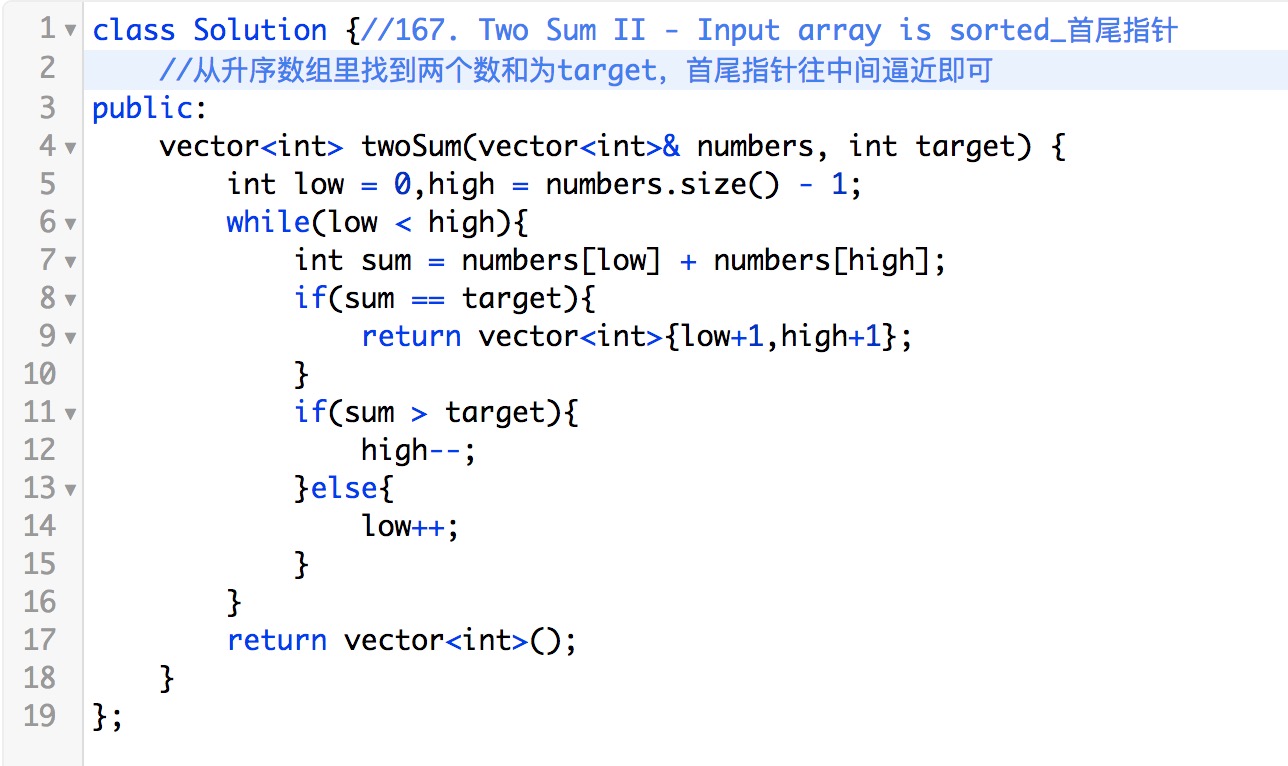 1 class Solution {//167. Two Sum II - Input array is sorted_首尾指针
2     //从升序数组里找到两个数和为target，首尾指针往中间逼近即可
3 public:
4     vector<int> twoSum(vector<int>& numbers, int target) {
5         int low = 0,high = numbers.size() - 1;
6         while(low < high){
7             int sum = numbers[low] + numbers[high];
8             if(sum == target){
9                 return vector<int>{low+1,high+1};
10             }
11             if(sum > target){
12                 high--;
13             }else{
14                 low++;
15             }
16         }
17         return vector<int>();
18     }
19 };